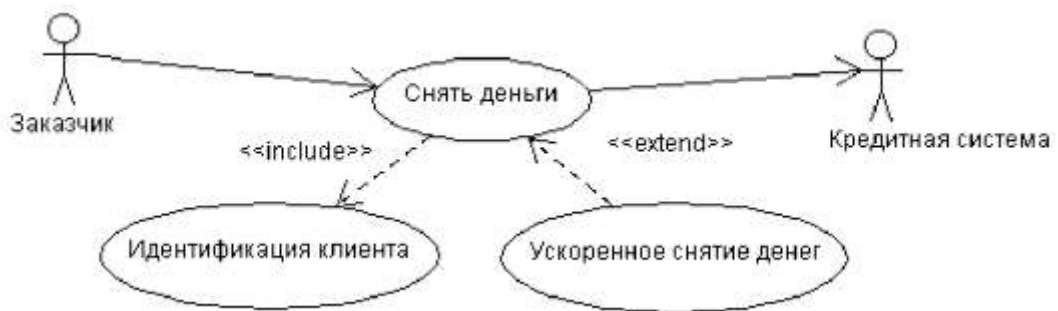 Снять деньги
Заказчик
Кредитная система
<<include>>
<<extend>>
Идентификация клиента
Ускоренное снятие денег